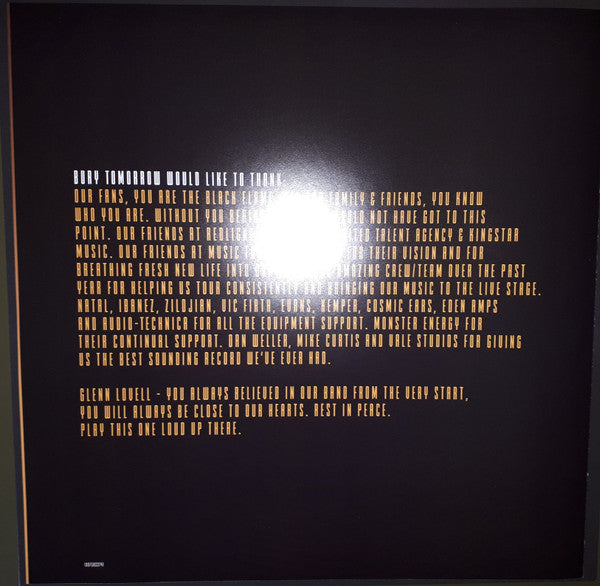 BURY TOMORROW WOULD LIKE TO THANK
OUR FANS, YOU ARE THE BLACK FAMILY & FRIENDS, YOU KNOW
WHO YOU ARE. WITHOUT YOU NOT HAVE GOT TO THIS
POINT. OUR FRIENDS AT TALENT AGENCY & KINGSTAR
MUSIC. OUR FRIENDS AT MUSIC THEIR VISION AND FOR
BREATHING FRESH NEW LIFE INTO CREW/TEAM OVER THE PAST
YEAR FOR HELPING US TOUR CONSISTENTLY AND BRINGING OUR MUSIC TO THE LIVE STAGE.
NATAL, IBANEZ, ZILDJIAN, VIC FIRTH, EVANS, KEMPER, COSMIC EARS, EDEN AMPS
AND AUDIO-TECHNICA FOR ALL THE EQUIPMENT SUPPORT. MONSTER ENERGY FOR
THEIR CONTINUAL SUPPORT. DAN WELLER, MIKE CURTIS AND VALE STUDIOS FOR GIVING
US THE BEST SOUNDING RECORD WE'VE EVER HAD.
GLENN LOVELL - YOU ALWAYS BELIEVED IN OUR BAND FROM THE VERY START,
YOU WILL ALWAYS BE CLOSE TO OUR HEARTS. REST IN PEACE.
PLAY THIS ONE LOUD UP THERE.